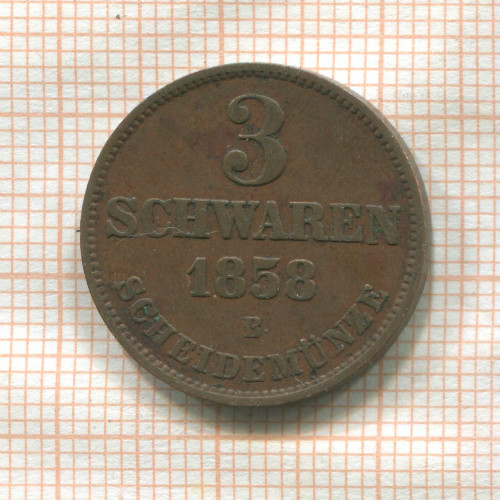 3
SCHWAREN
1858
B
SCHEIDEMÜNZE